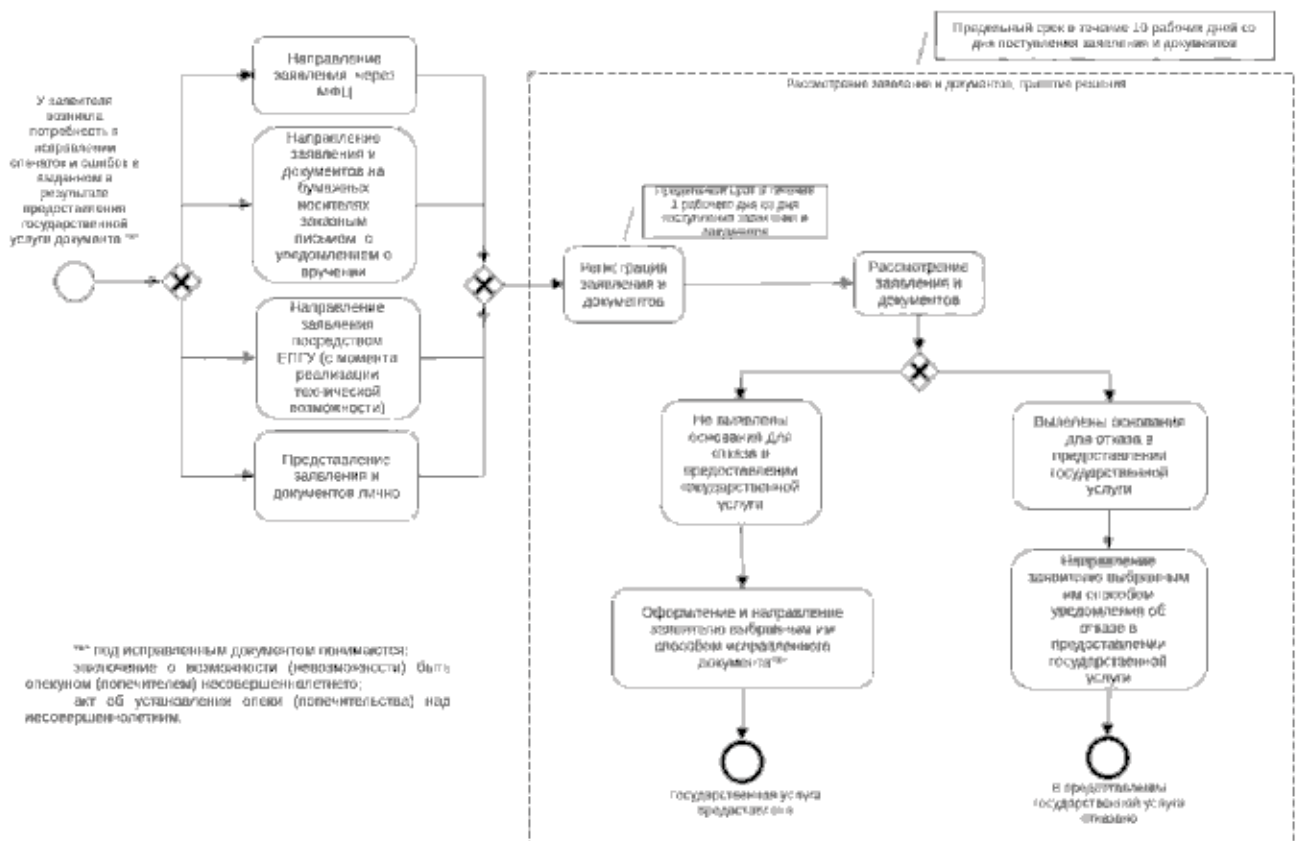 Предельный срок в течение 10 рабочих дней со
дня поступления заявления и документов
Рассмотрение заявления и документов, принятие решения
У заявителя
возникла
потребность в
исправлении
опечаток и ошибок в
выданном в
результате
предоставления
государственной
услуги документа "*"
Направление
заявления через
МФЦ
Направление
заявления и
документов на
бумажных
носителях
заказным
письмом с
уведомлением о
вручении
Направление
заявления
посредством
ЕПГУ (с момента
реализации
технической
возможности)
Представление
заявления и
документов лично
Предельный срок в течение
1 рабочего дня со дня
поступления заявления и
документов
Регистрация
заявления и
документов
Рассмотрение
заявления и
документов
Не выявлены
основания для
отказа в
предоставлении
государственной
услуги
Выявлены основания
для отказа в
предоставлении
государственной
услуги
Оформление и направление
заявителю выбранным им
способом исправленного
документа"*"
Направление
заявителю выбранным
им способом
уведомления об
отказе в
предоставлении
государственной
услуги
государственная услуга
предоставлена
в предоставлении
государственной услуги
отказано
"*" под исправленным документом понимаются:
заключение о возможности (невозможности) быть
опекуном (попечителем) несовершеннолетнего;
акт об установлении опеки (попечительства) над
несовершеннолетним.